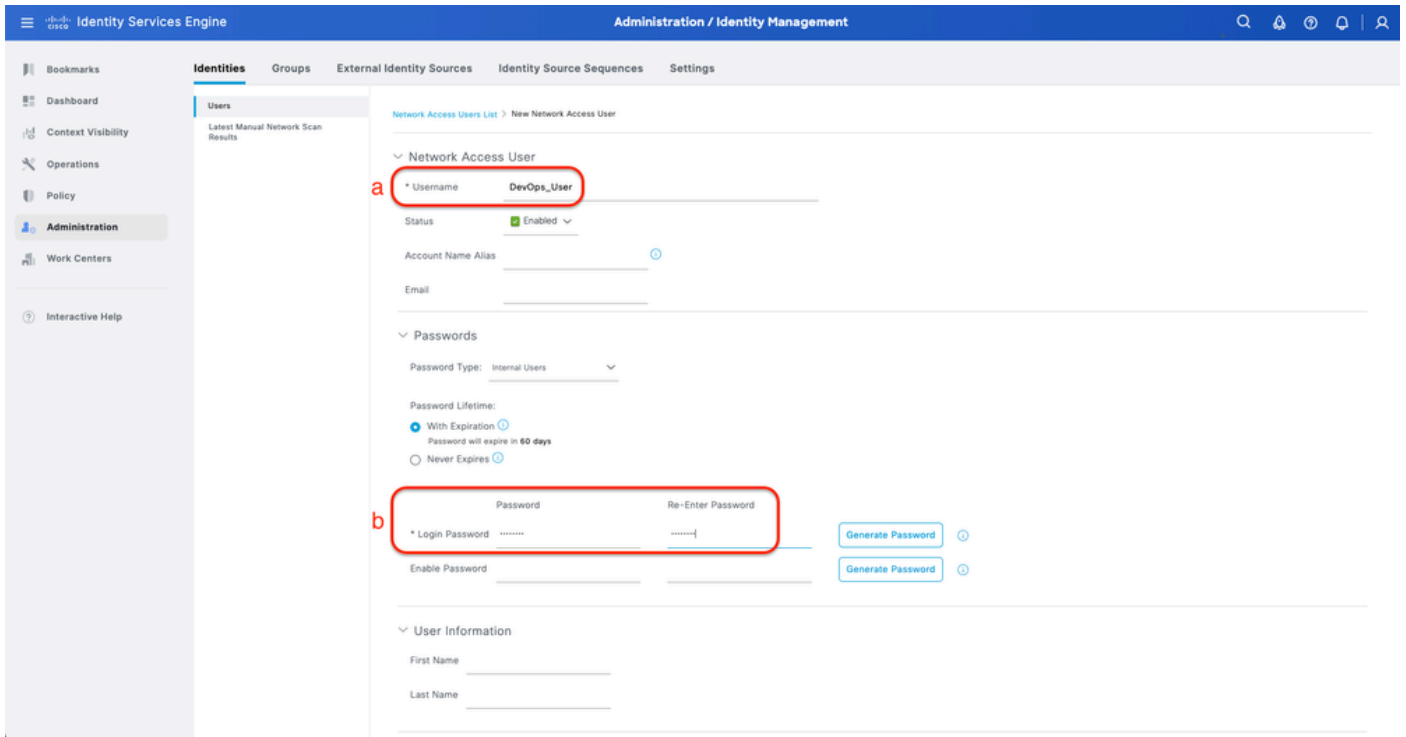 cisco Identity Services Engine
Administration / Identity Management
Bookmarks
Dashboard
Context Visibility
Operations
Policy
Administration
Work Centers
Interactive Help
Identities Groups External Identity Sources Identity Source Sequences Settings
Users
Latest Manual Network Scan
Results
Network Access Users List > New Network Access User
Network Access User
a
* Username DevOps_User
Status Enabled
Account Name Alias
Email
Passwords
Password Type: Internal Users
Password Lifetime:
With Expiration
Password will expire in 60 days
Never Expires
b
Password Re-Enter Password
* Login Password ........ ........ Generate Password
Enable Password Generate Password
User Information
First Name
Last Name